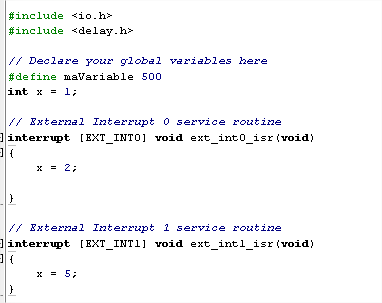 #include <io.h>
#include <delay.h>
// Declare your global variables here
#define maVariable 500
int x = 1;
// External Interrupt 0 service routine
interrupt [EXT_INT0] void ext_int0_isr(void)
{
x = 2;
}
// External Interrupt 1 service routine
interrupt [EXT_INT1] void ext_int1_isr(void)
{
x = 5;
}